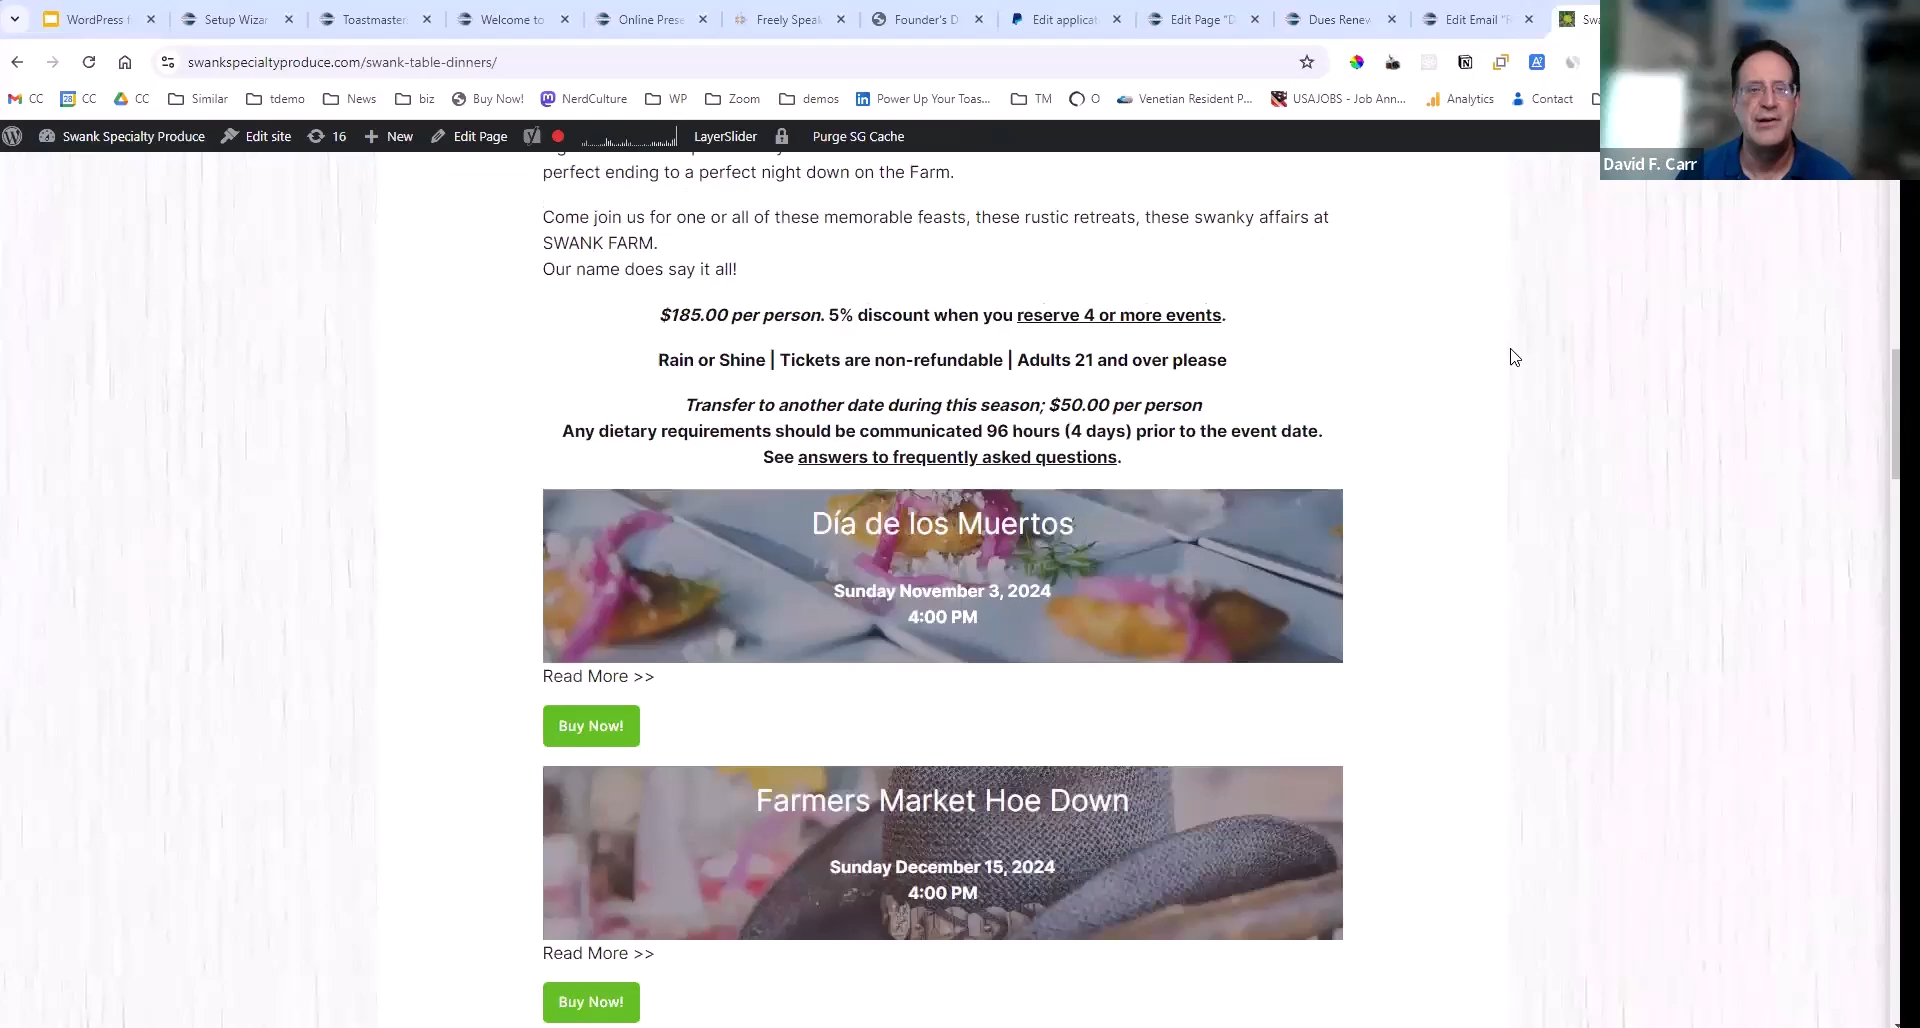 WordPress f
Setup Wizar
Toastmaster
Welcome to
Online Prese
Freely Speak
Founder's D
Edit applicat
Edit Page "D
Dues Renew
Edit Email "R
Swa
swankspecialtyproduce.com/swank-table-dinners/
CC
CC
CC
Similar
tdemo
News
biz
Buy Now!
NerdCulture
WP
Zoom
demos
Power Up Your Toas...
TM
O
Venetian Resident P...
USAJOBS - Job Ann...
Analytics
Contact
Swank Specialty Produce
Edit site
16
New
Edit Page
LayerSlider
Purge SG Cache
David F. Carr
perfect ending to a perfect night down on the Farm.
Come join us for one or all of these memorable feasts, these rustic retreats, these swanky affairs at
SWANK FARM.
Our name does say it all!
$185.00 per person. 5% discount when you reserve 4 or more events.
Rain or Shine | Tickets are non-refundable | Adults 21 and over please
Transfer to another date during this season; $50.00 per person
Any dietary requirements should be communicated 96 hours (4 days) prior to the event date.
See answers to frequently asked questions.
Día de los Muertos
Sunday November 3, 2024
4:00 PM
Read More >>
Buy Now!
Farmers Market Hoe Down
Sunday December 15, 2024
4:00 PM
Read More >>
Buy Now!